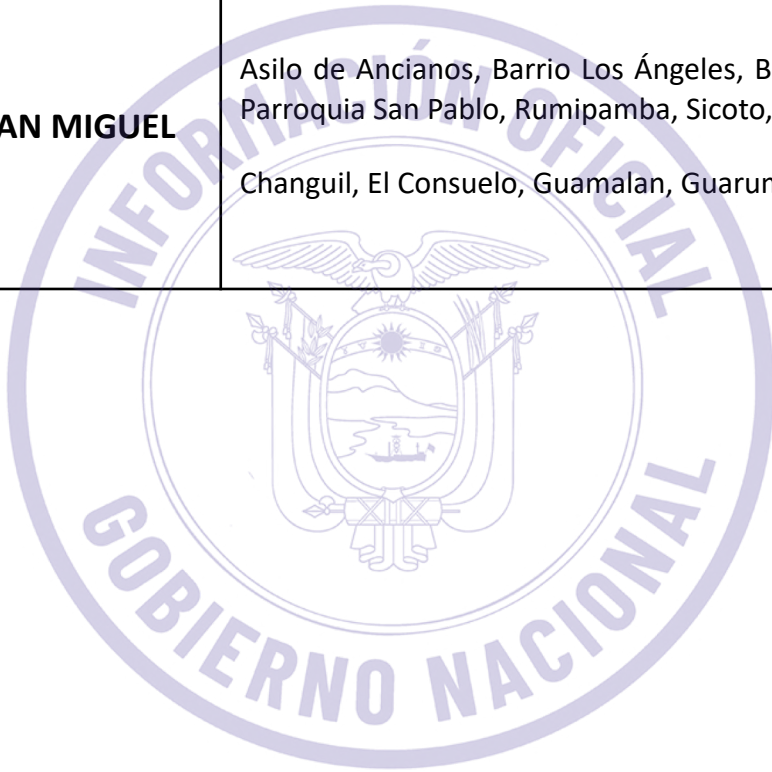 AN MIGUEL
Asilo de Ancianos, Barrio Los Ángeles, B
Parroquia San Pablo, Rumipamba, Sicoto,
Changuil, El Consuelo, Guamalan, Guarun
INFORMACIÓN OFICIAL
GOBIERNO NACIONAL